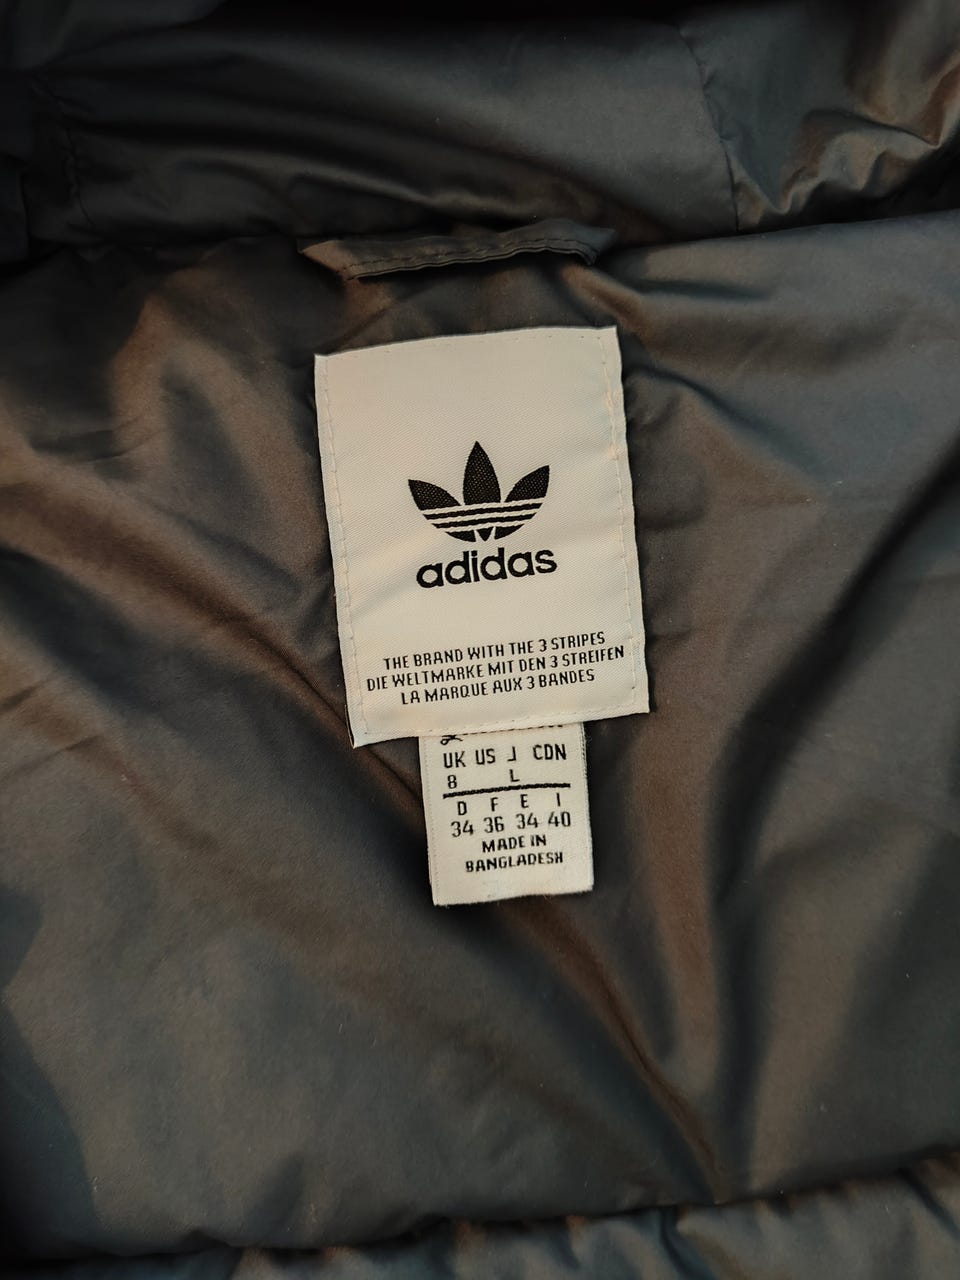 adidas
THE BRAND WITH THE 3 STRIPES
DIE WELTMARKE MIT DEN 3 STREIFEN
LA MARQUE AUX 3 BANDES
UK US J CDN
8 L
D F E I
34 36 34 40
MADE IN
BANGLADESH